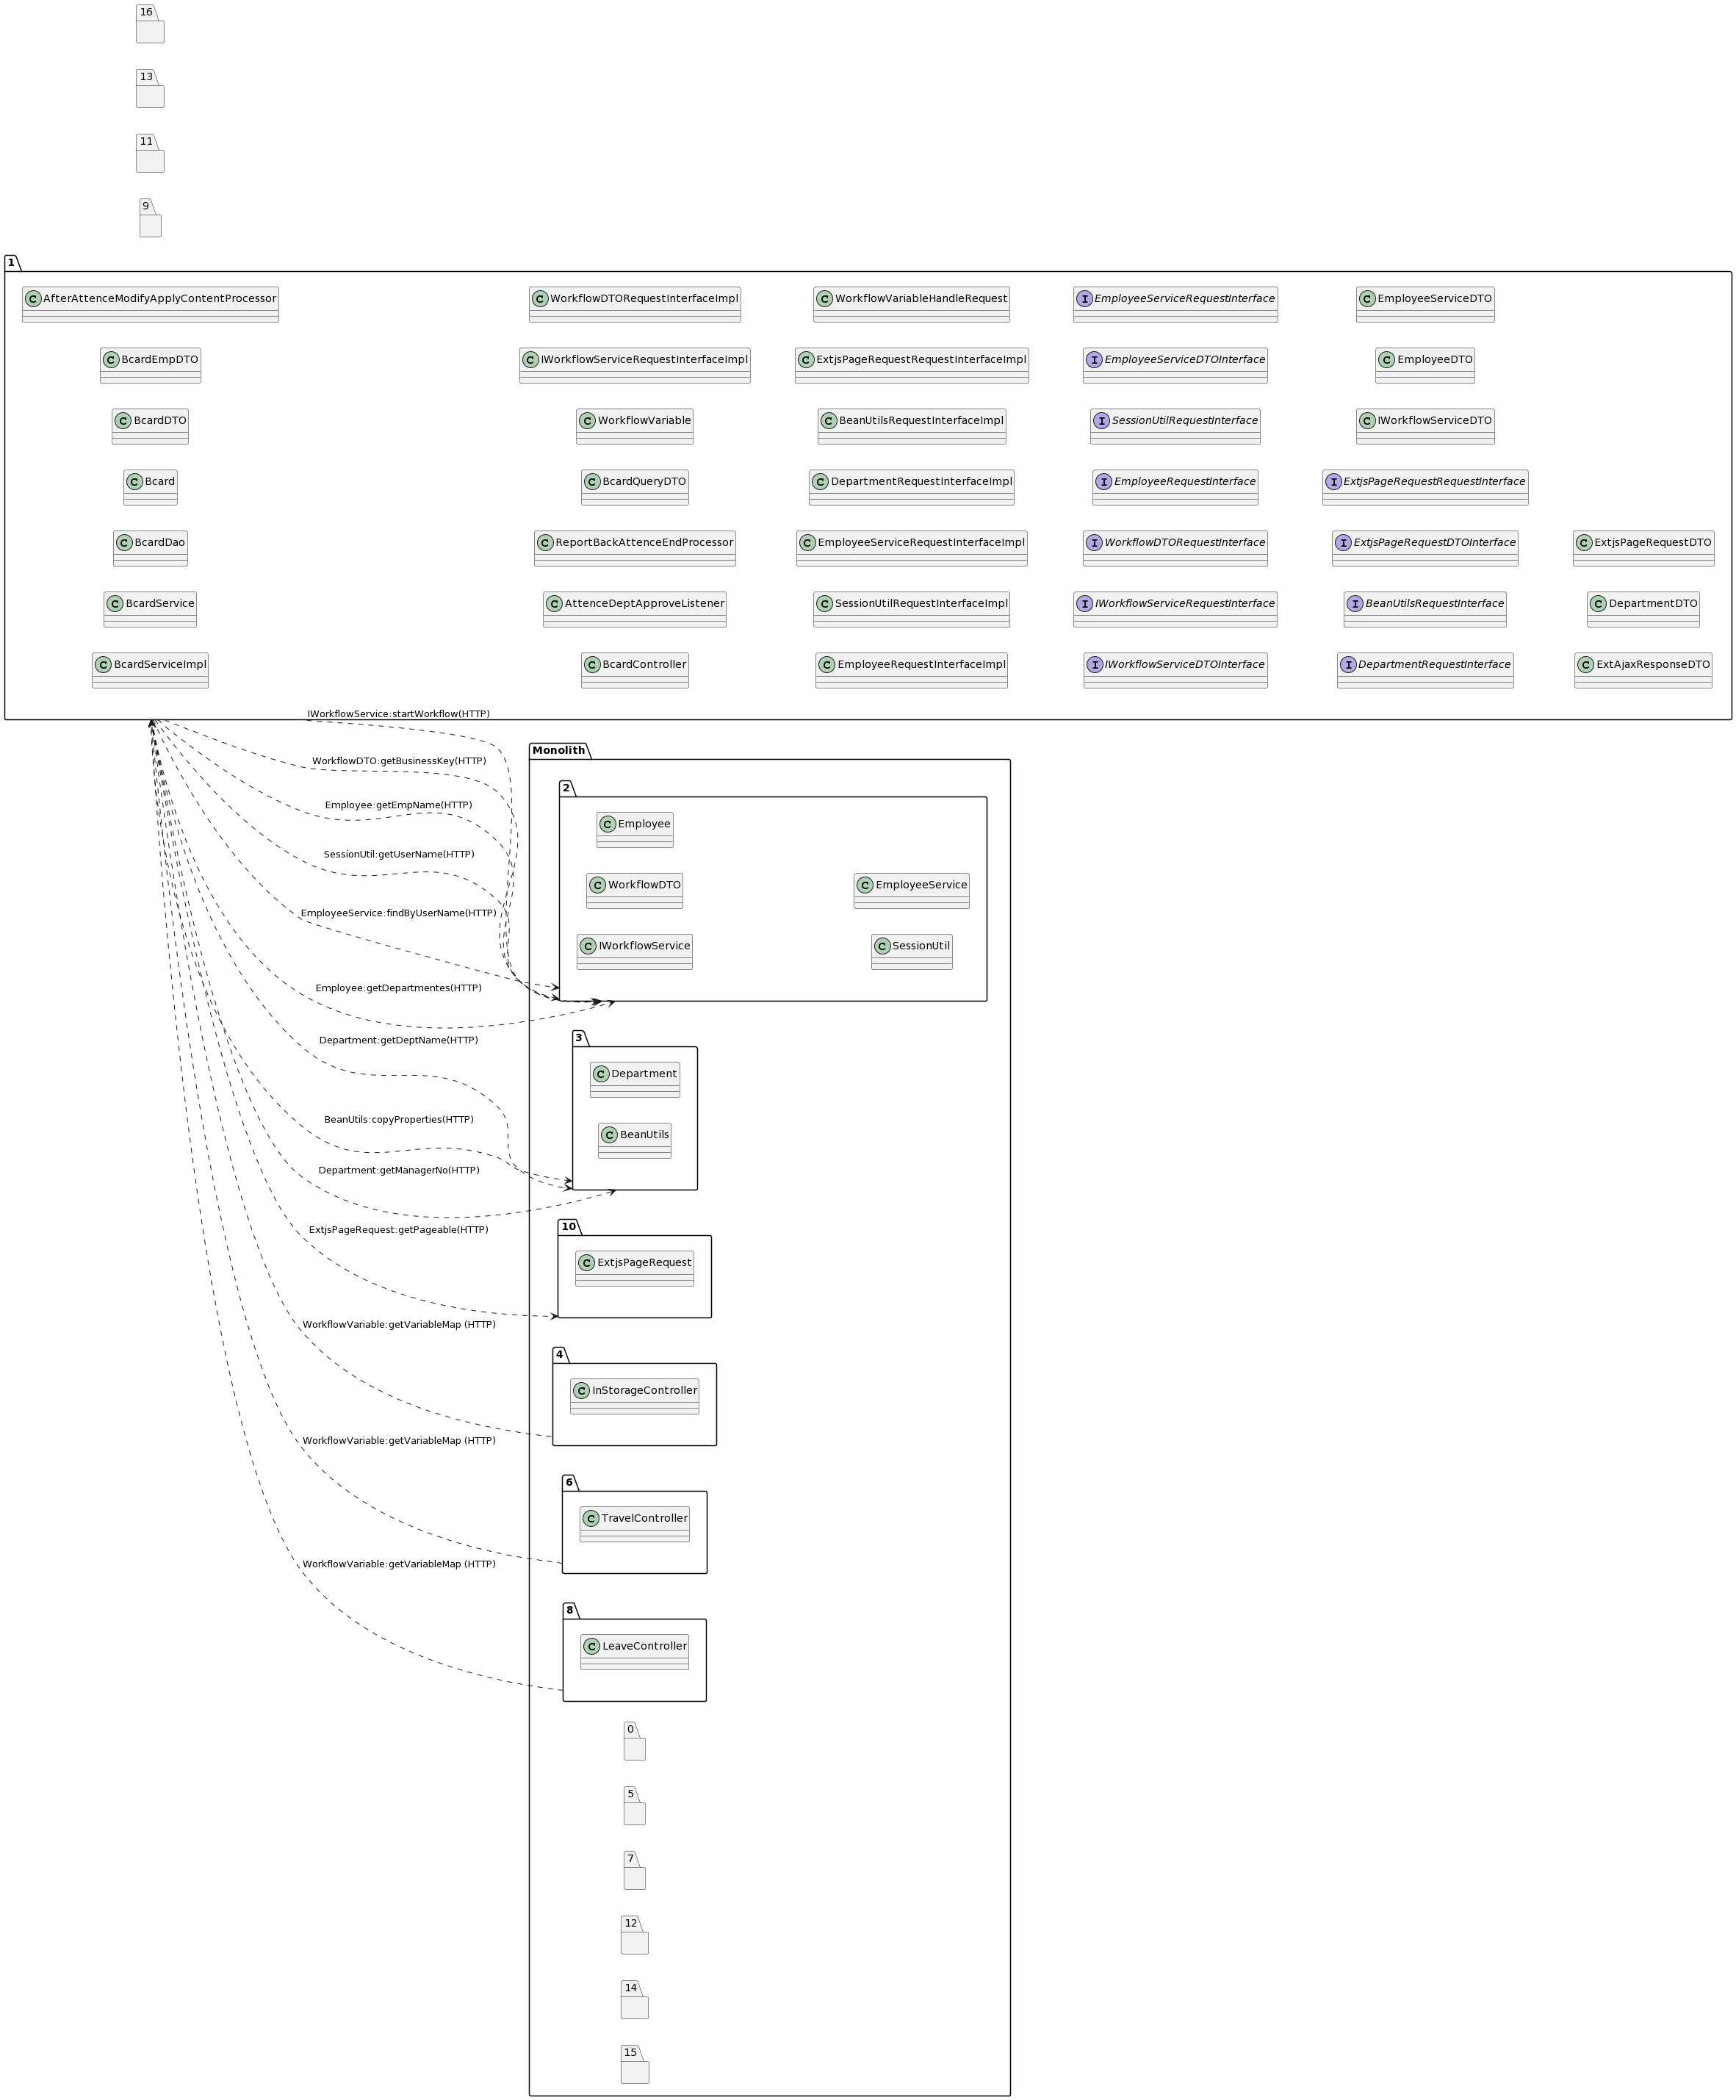 16
13
11
9
1
C AfterAttenceModifyApplyContentProcessor
C WorkflowDTORequestInterfaceImpl
C WorkflowVariableHandleRequest
I EmployeeServiceRequestInterface
C EmployeeServiceDTO
C BcardEmpDTO
C IWorkflowServiceRequestInterfaceImpl
C ExtjsPageRequestRequestInterfaceImpl
I EmployeeServiceDTOInterface
C EmployeeDTO
C BcardDTO
C WorkflowVariable
C BeanUtilsRequestInterfaceImpl
I SessionUtilRequestInterface
C IWorkflowServiceDTO
C Bcard
C BcardQueryDTO
C DepartmentRequestInterfaceImpl
I EmployeeRequestInterface
I ExtjsPageRequestRequestInterface
C BcardDao
C ReportBackAttenceEndProcessor
C EmployeeServiceRequestInterfaceImpl
I WorkflowDTORequestInterface
I ExtjsPageRequestDTOInterface
C ExtjsPageRequestDTO
C BcardService
C AttenceDeptApproveListener
C SessionUtilRequestInterfaceImpl
I IWorkflowServiceRequestInterface
I BeanUtilsRequestInterface
C DepartmentDTO
C BcardServiceImpl
C BcardController
C EmployeeRequestInterfaceImpl
I IWorkflowServiceDTOInterface
I DepartmentRequestInterface
C ExtAjaxResponseDTO
IWorkflowService:startWorkflow(HTTP)
Monolith
WorkflowDTO:getBusinessKey(HTTP)
2
Employee:getEmpName(HTTP)
C Employee
SessionUtil:getUserName(HTTP)
C WorkflowDTO
C EmployeeService
EmployeeService:findByUserName(HTTP)
C IWorkflowService
C SessionUtil
Employee:getDepartmentes(HTTP)
3
Department:getDeptName(HTTP)
C Department
BeanUtils:copyProperties(HTTP)
C BeanUtils
Department:getManagerNo(HTTP)
10
ExtjsPageRequest:getPageable(HTTP)
C ExtjsPageRequest
WorkflowVariable:getVariableMap (HTTP)
4
C InStorageController
WorkflowVariable:getVariableMap (HTTP)
6
C TravelController
WorkflowVariable:getVariableMap (HTTP)
8
C LeaveController
0
5
7
12
14
15